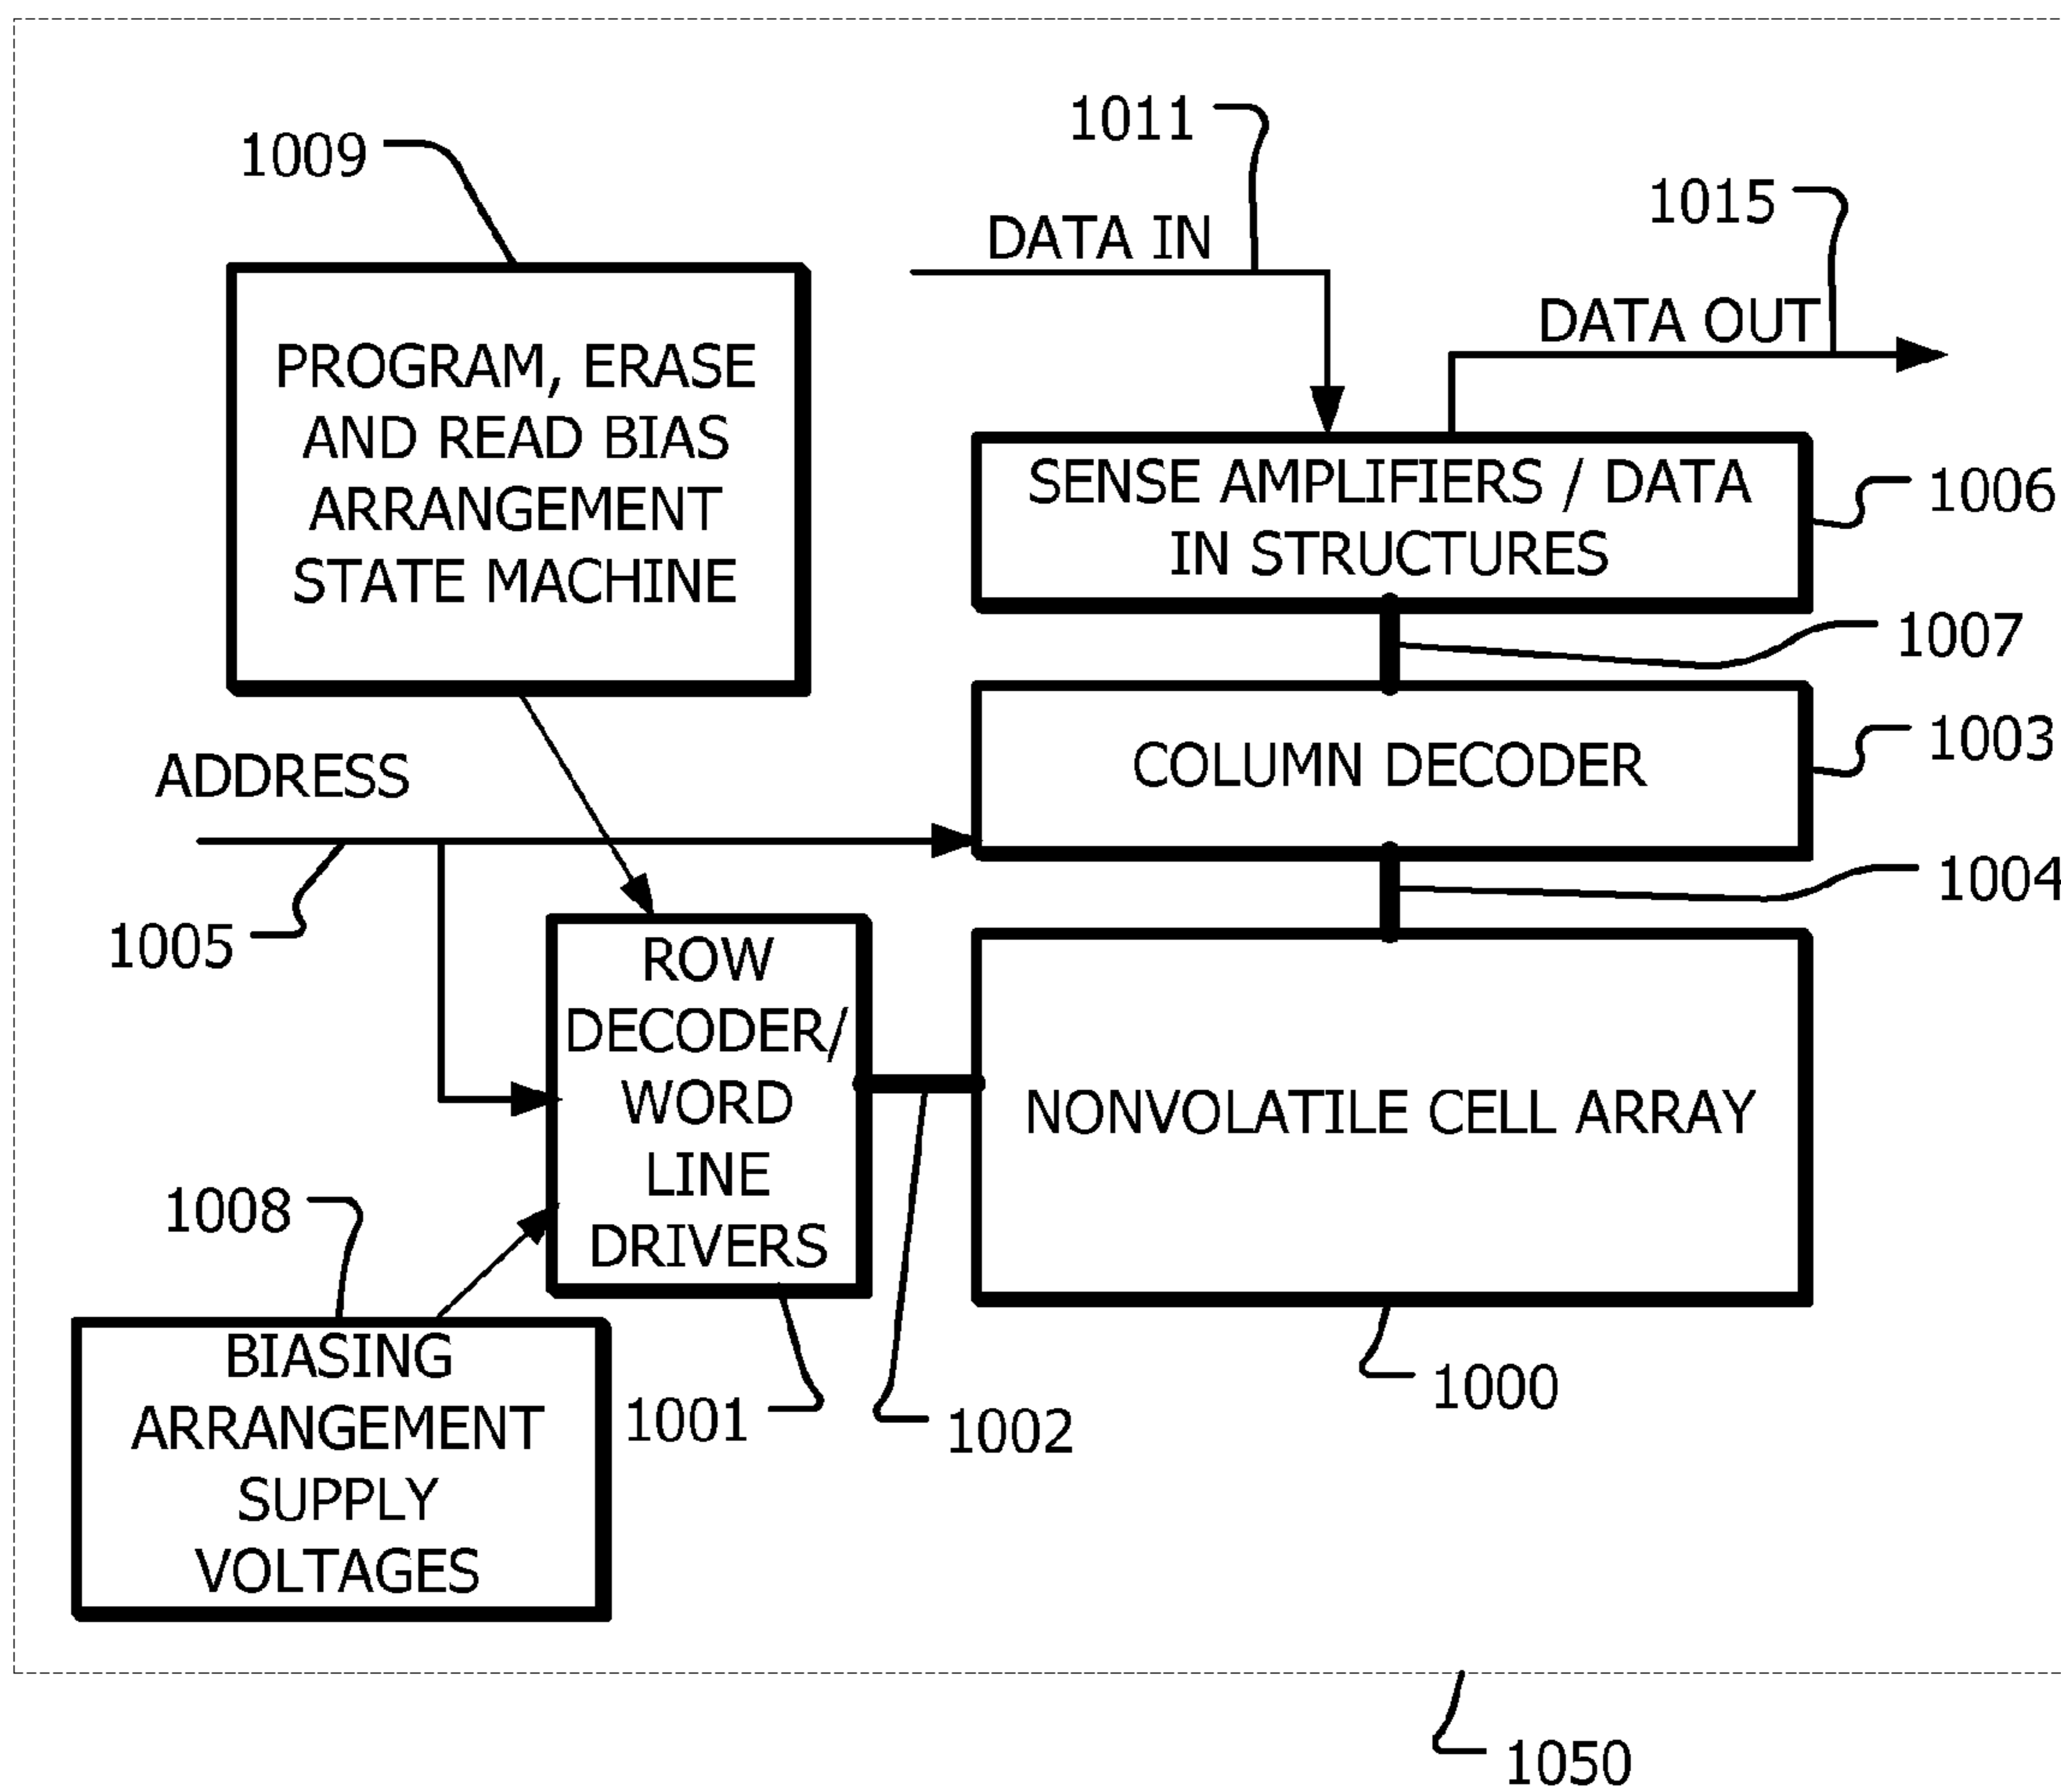 1011
1009
1015
DATA IN
DATA OUT
PROGRAM, ERASE
AND READ BIAS
ARRANGEMENT
STATE MACHINE
SENSE AMPLIFIERS / DATA
IN STRUCTURES
1006
1007
COLUMN DECODER
1003
ADDRESS
1004
1005
ROW
DECODER/
WORD
LINE
DRIVERS
NONVOLATILE CELL ARRAY
1008
BIASING
ARRANGEMENT
SUPPLY
VOLTAGES
1001
1002
1000
1050